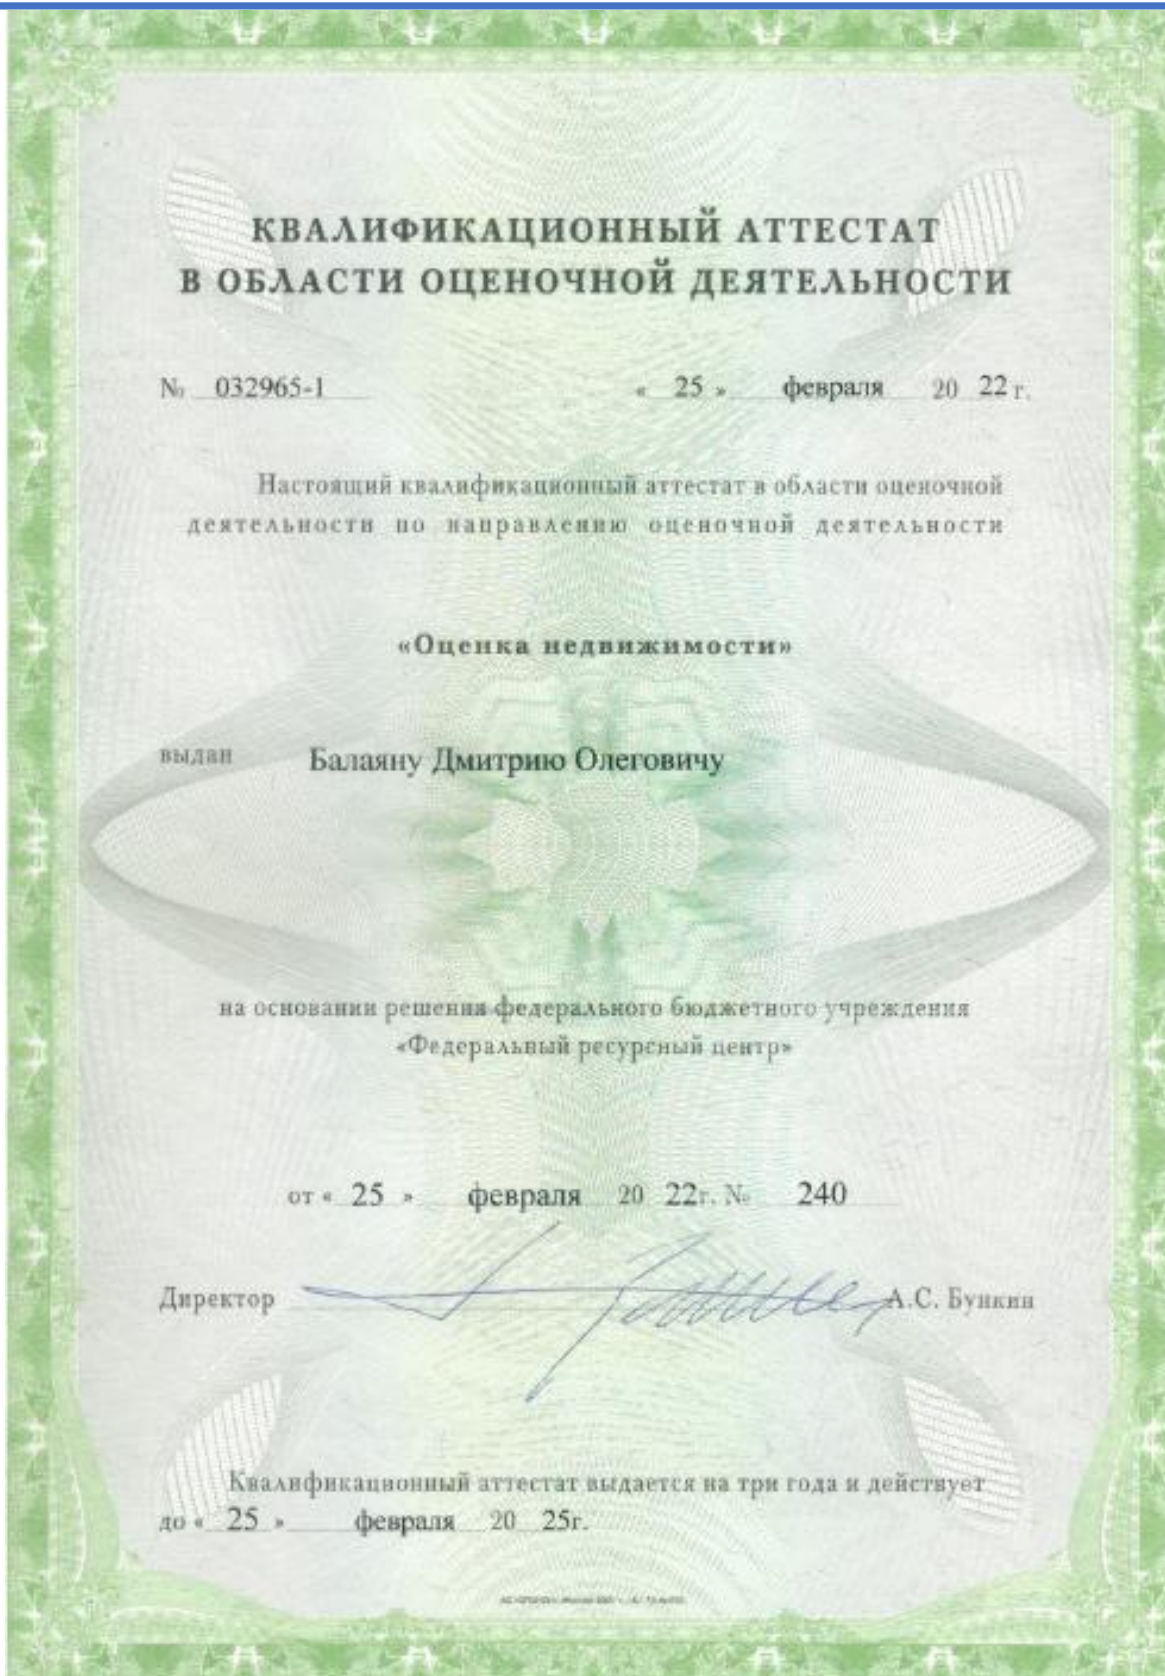 КВАЛИФИКАЦИОННЫЙ АТТЕСТАТ
В ОБЛАСТИ ОЦЕНОЧНОЙ ДЕЯТЕЛЬНОСТИ
№ 032965-1 « 25 » февраля 20 22 г.
Настоящий квалификационный аттестат в области оценочной
деятельности по направлению оценочной деятельности
«Оценка недвижимости»
выдан Балаяну Дмитрию Олеговичу
на основании решения федерального бюджетного учреждения
«Федеральный ресурсный центр»
от « 25 » февраля 20 22г. № 240
Директор А.С. Бункин
Квалификационный аттестат выдается на три года и действует
до « 25 » февраля 20 25г.